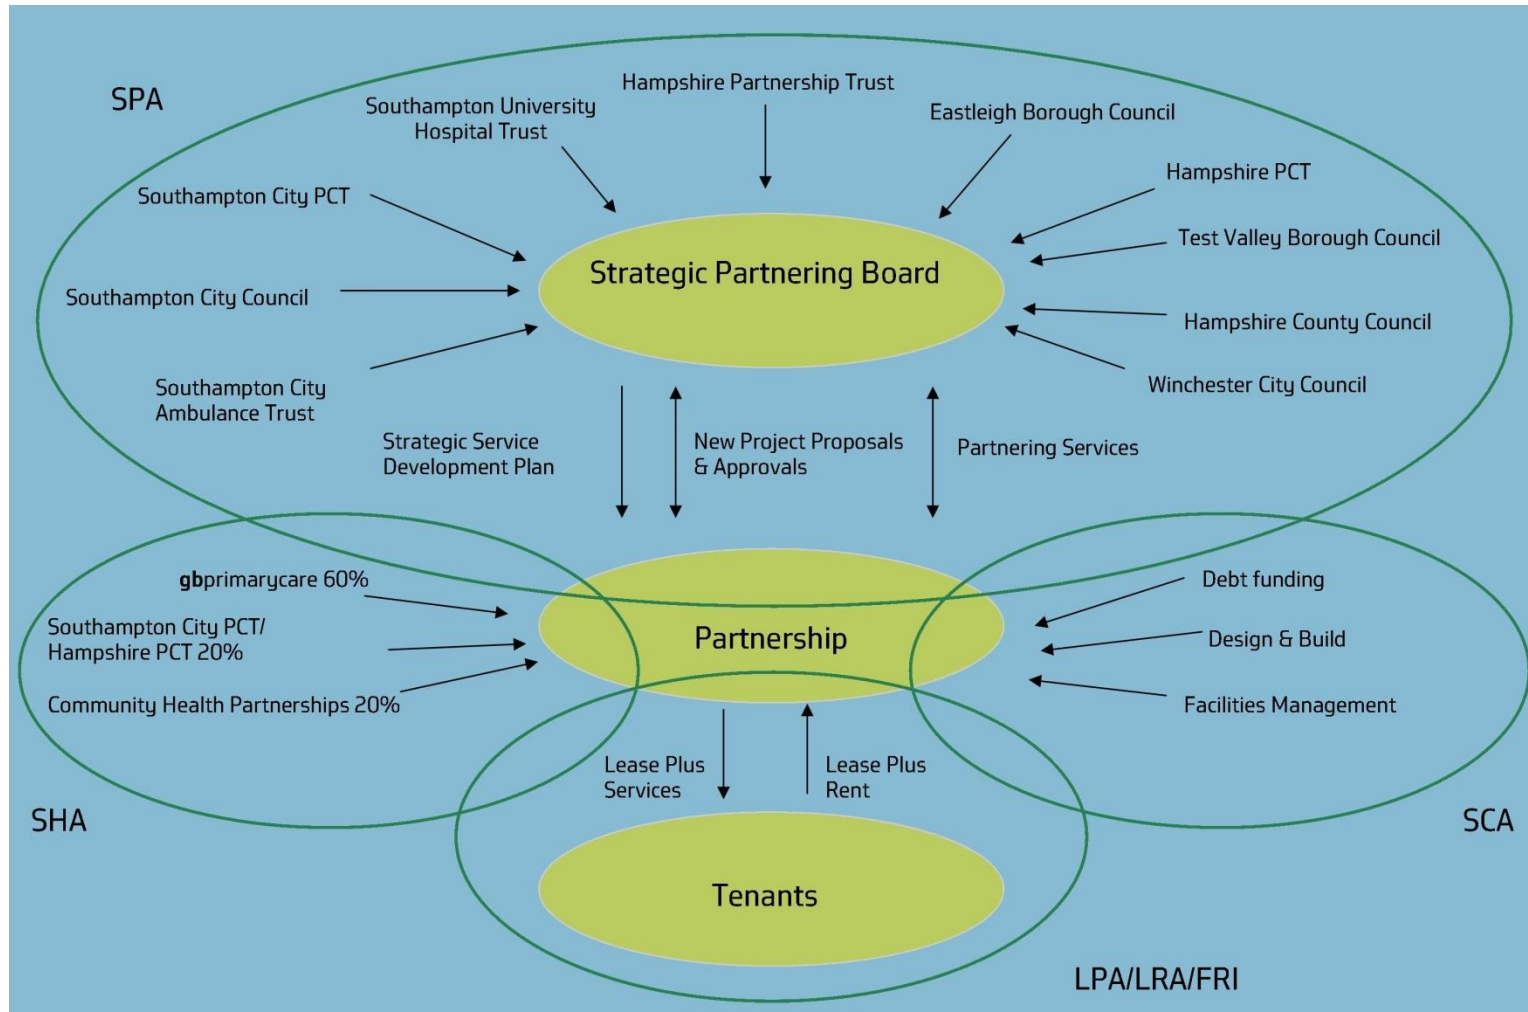 SPA
Hampshire Partnership Trust
Southampton University
Hospital Trust
Eastleigh Borough Council
Southampton City PCT
Hampshire PCT
Test Valley Borough Council
Southampton City Council
Hampshire County Council
Southampton City
Ambulance Trust
Winchester City Council
Strategic Partnering Board
Strategic Service
Development Plan
New Project Proposals
& Approvals
Partnering Services
gbprimarycare 60%
Southampton City PCT/
Hampshire PCT 20%
Community Health Partnerships 20%
SHA
Partnership
Debt funding
Design & Build
Facilities Management
SCA
Lease Plus
Services
Lease Plus
Rent
Tenants
LPA/LRA/FRI